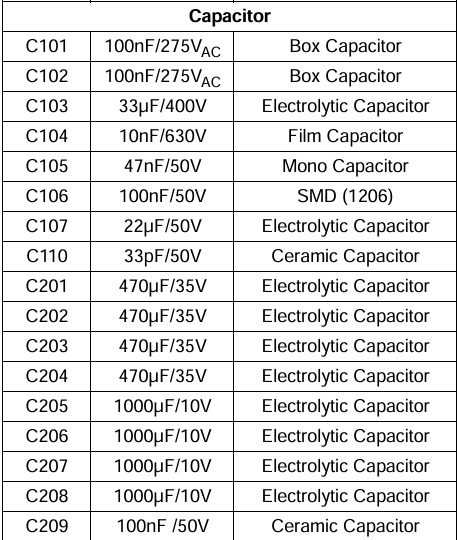 Capacitor
C101 100nF/275VAC Box Capacitor
C102 100nF/275VAC Box Capacitor
C103 33µF/400V Electrolytic Capacitor
C104 10nF/630V Film Capacitor
C105 47nF/50V Mono Capacitor
C106 100nF/50V SMD (1206)
C107 22µF/50V Electrolytic Capacitor
C110 33pF/50V Ceramic Capacitor
C201 470µF/35V Electrolytic Capacitor
C202 470µF/35V Electrolytic Capacitor
C203 470µF/35V Electrolytic Capacitor
C204 470µF/35V Electrolytic Capacitor
C205 1000µF/10V Electrolytic Capacitor
C206 1000µF/10V Electrolytic Capacitor
C207 1000µF/10V Electrolytic Capacitor
C208 1000µF/10V Electrolytic Capacitor
C209 100nF /50V Ceramic Capacitor